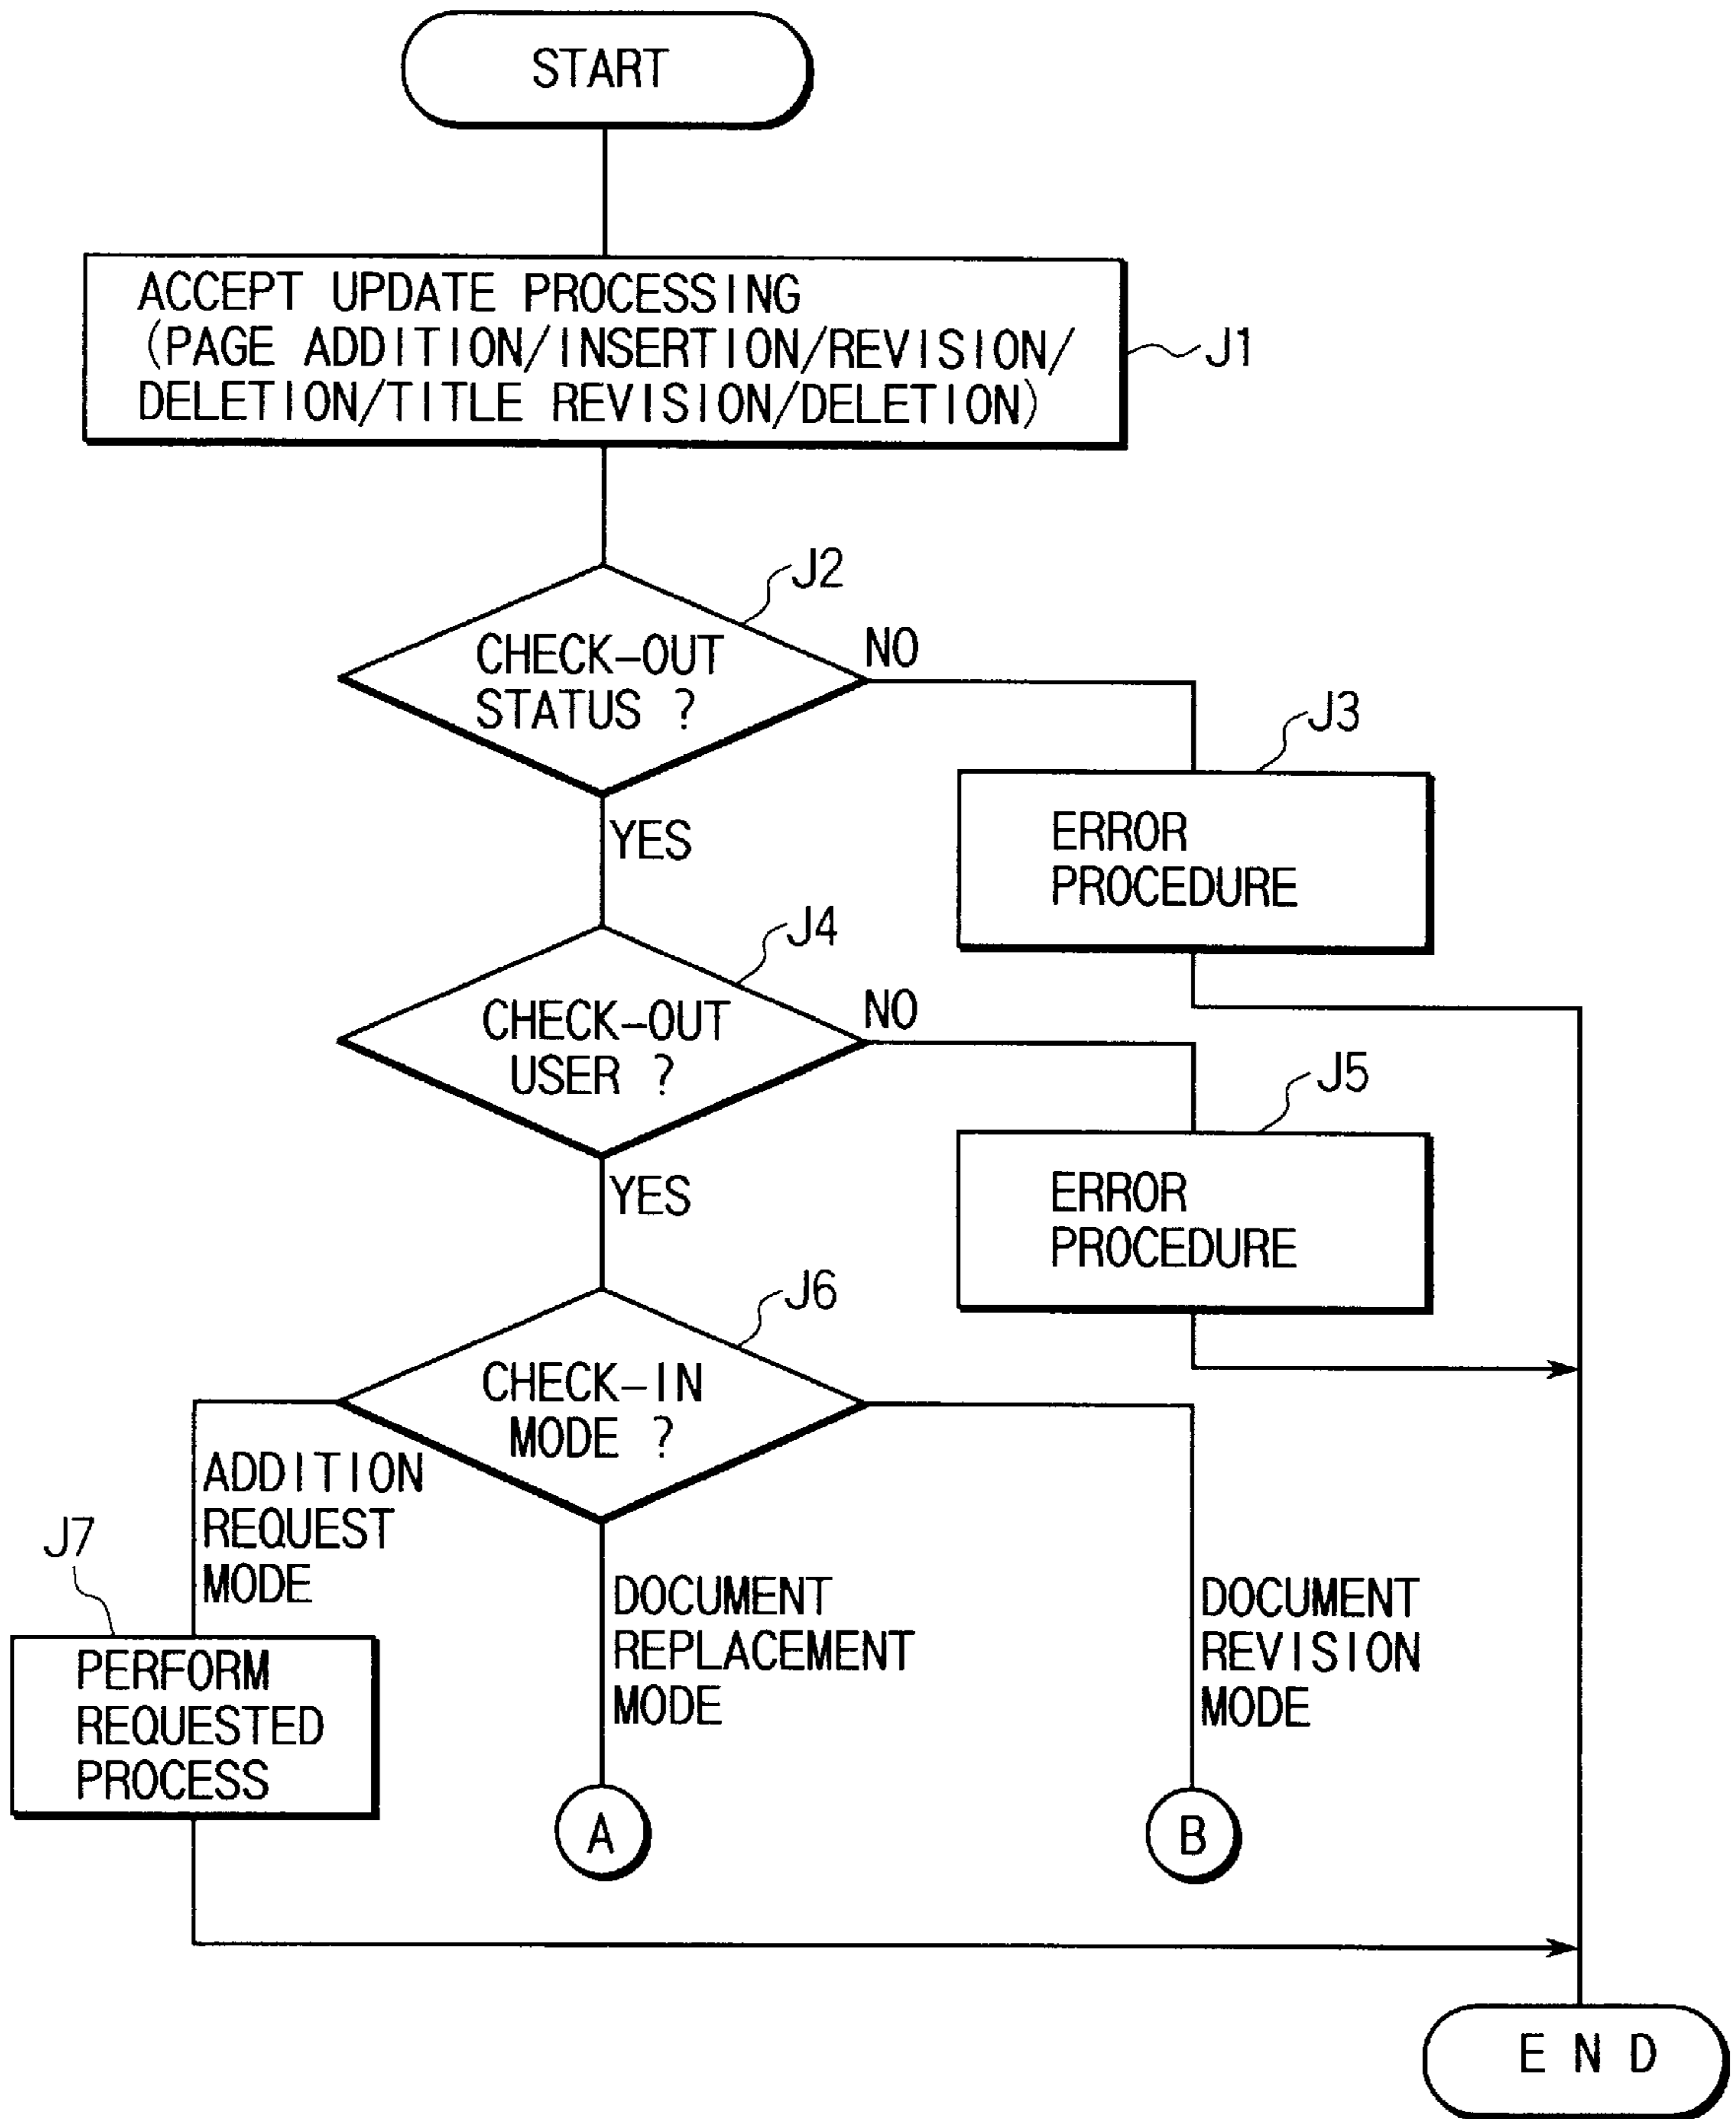 START
ACCEPT UPDATE PROCESSING
(PAGE ADDITION/INSERTION/REVISION/
DELETION/TITLE REVISION/DELETION)
J1
J2
CHECK-OUT
STATUS ?
NO
YES
J3
ERROR
PROCEDURE
J4
CHECK-OUT
USER ?
NO
YES
J5
ERROR
PROCEDURE
J6
CHECK-IN
MODE ?
ADDITION
REQUEST
MODE
J7
PERFORM
REQUESTED
PROCESS
DOCUMENT
REPLACEMENT
MODE
A
DOCUMENT
REVISION
MODE
B
END